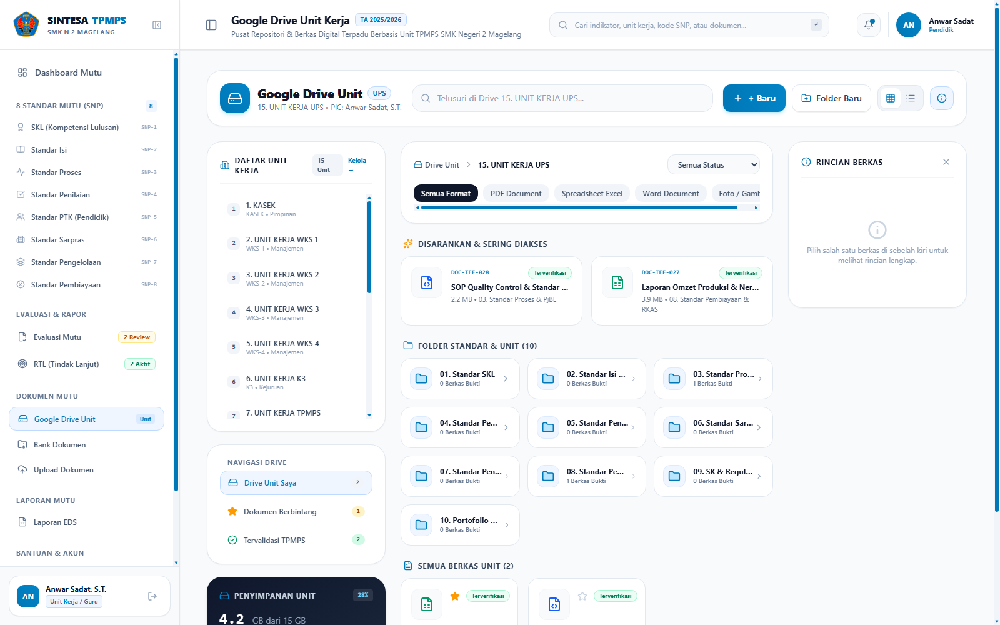 SINTESA TPMPS
SMK N 2 MAGELANG
Google Drive Unit Kerja
TA 2025/2026
Pusat Repositori & Berkas Digital Terpadu Berbasis Unit TPMPS SMK Negeri 2 Magelang
Cari indikator, unit kerja, kode SNP, atau dokumen...
AN
Anwar Sadat
Pendidik
Dashboard Mutu
8 STANDAR MUTU (SNP)
8
SKL (Kompetensi Lulusan)
SNP-1
Standar Isi
SNP-2
Standar Proses
SNP-3
Standar Penilaian
SNP-4
Standar PTK (Pendidik)
SNP-5
Standar Sarpras
SNP-6
Standar Pengelolaan
SNP-7
Standar Pembiayaan
SNP-8
EVALUASI & RAPOR
Evaluasi Mutu
2 Review
RTL (Tindak Lanjut)
2 Aktif
DOKUMEN MUTU
Google Drive Unit
Unit
Bank Dokumen
Upload Dokumen
LAPORAN MUTU
Laporan EDS
BANTUAN & AKUN
AN
Anwar Sadat, S.T.
Unit Kerja / Guru
Google Drive Unit
UPS
15. UNIT KERJA UPS • PIC: Anwar Sadat, S.T.
Telusuri di Drive 15. UNIT KERJA UPS...
+ Baru
Folder Baru
DAFTAR UNIT KERJA
15 Unit
Kelola →
1
1. KASEK
KASEK • Pimpinan
2
2. UNIT KERJA WKS 1
WKS-1 • Manajemen
3
3. UNIT KERJA WKS 2
WKS-2 • Manajemen
4
4. UNIT KERJA WKS 3
WKS-3 • Manajemen
5
5. UNIT KERJA WKS 4
WKS-4 • Manajemen
6
6. UNIT KERJA K3
K3 • Kejuruan
7
7. UNIT KERJA TPMPS
NAVIGASI DRIVE
Drive Unit Saya
2
Dokumen Berbintang
1
Tervalidasi TPMPS
2
PENYIMPANAN UNIT
28%
4.2 GB dari 15 GB
Drive Unit
15. UNIT KERJA UPS
Semua Status
Semua Format
PDF Document
Spreadsheet Excel
Word Document
Foto / Gamb
DISARANKAN & SERING DIAKSES
DOC-TEF-028
Terverifikasi
SOP Quality Control & Standar ...
2.2 MB • 03. Standar Proses & PJBL
DOC-TEF-027
Terverifikasi
Laporan Omzet Produksi & Ner...
3.9 MB • 08. Standar Pembiayaan &
RKAS
FOLDER STANDAR & UNIT (10)
01. Standar SKL
0 Berkas Bukti
02. Standar Isi ...
0 Berkas Bukti
03. Standar Pro...
1 Berkas Bukti
04. Standar Pe...
0 Berkas Bukti
05. Standar Pen...
0 Berkas Bukti
06. Standar Sar...
0 Berkas Bukti
07. Standar Pen...
0 Berkas Bukti
08. Standar Pe...
1 Berkas Bukti
09. SK & Regul...
0 Berkas Bukti
10. Portofolio ...
0 Berkas Bukti
SEMUA BERKAS UNIT (2)
Terverifikasi
Terverifikasi
RINCIAN BERKAS
Pilih salah satu berkas di sebelah kiri untuk
melihat rincian lengkap.